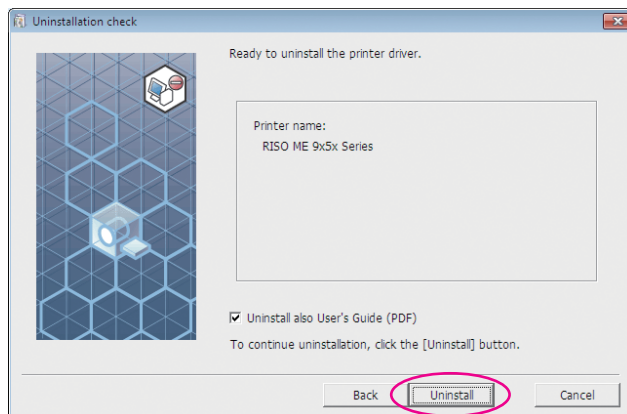 Uninstallation check
Ready to uninstall the printer driver.
Printer name:
RISO ME 9x5x Series
Uninstall also User's Guide (PDF)
To continue uninstallation, click the [Uninstall] button.
Back
Uninstall
Cancel